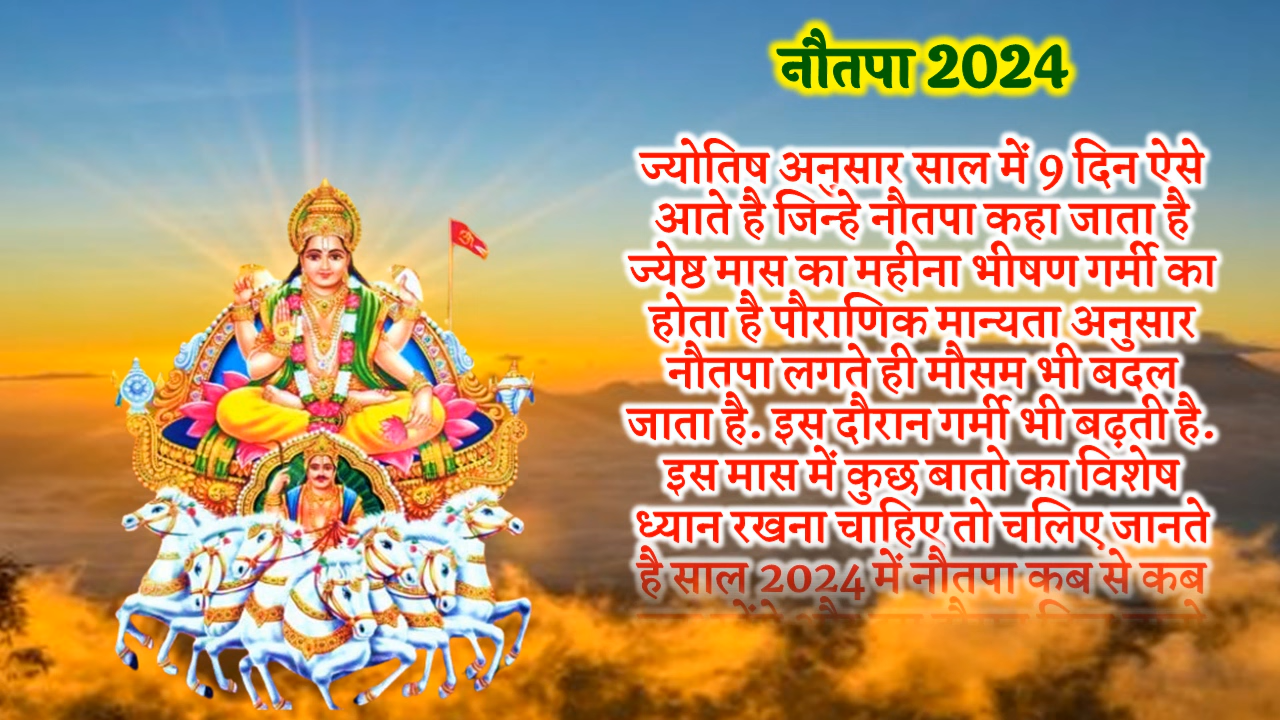 नौतपा 2024
ज्योतिष अनुसार साल में 9 दिन ऐसे
आते है जिन्हे नौतपा कहा जाता है
ज्येष्ठ मास का महीना भीषण गर्मी का
होता है पौराणिक मान्यता अनुसार
नौतपा लगते ही मौसम भी बदल
जाता है. इस दौरान गर्मी भी बढ़ती है.
इस मास में कुछ बातो का विशेष
ध्यान रखना चाहिए तो चलिए जानते
है साल 2024 में नौतपा कब से कब